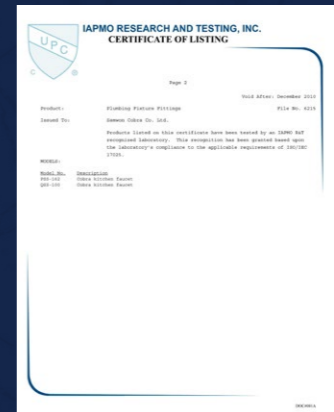 UPC
C ®
IAPMO RESEARCH AND TESTING, INC.
CERTIFICATE OF LISTING
Page 2
Void After: December 2010
Product: Plumbing Fixture Fittings File No. 6215
Issued To: Co. Ltd.
Products listed on this certificate have been tested by an IAPMO R&T
recognized laboratory. This recognition has been granted based upon
the laboratory's compliance to the applicable requirements of ISO/IEC
17025.
MODELS:
Model No. Description
Cobra kitchen faucet
Cobra kitchen faucet